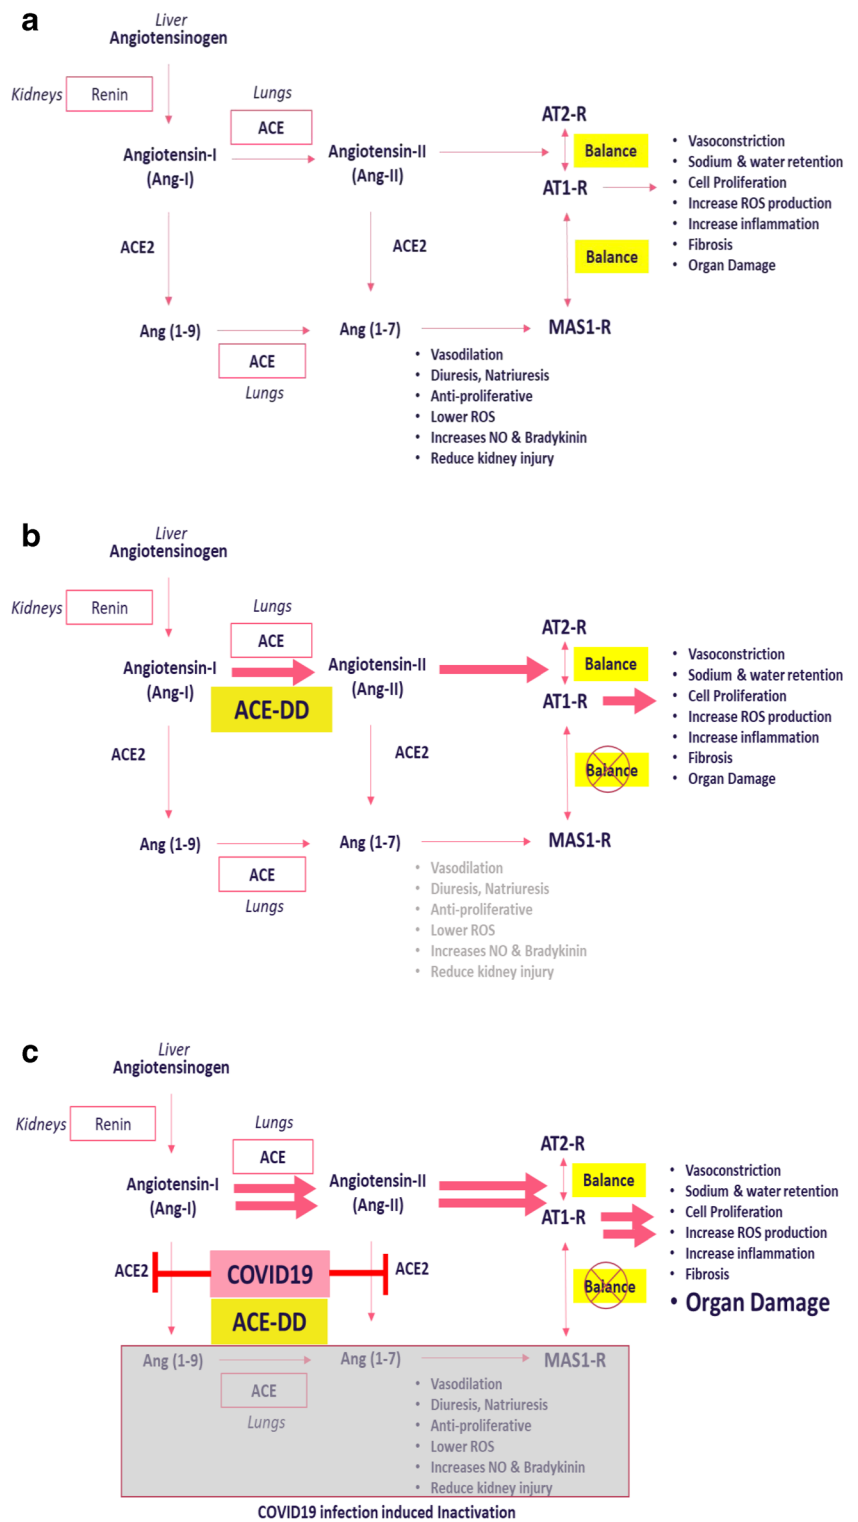 a
Liver
Angiotensinogen
Kidneys
Renin
Lungs
ACE
Angiotensin-I
(Ang-I)
Angiotensin-II
(Ang-II)
AT2-R
Balance
AT1-R
• Vasoconstriction
• Sodium & water retention
• Cell Proliferation
• Increase ROS production
• Increase inflammation
• Fibrosis
• Organ Damage
ACE2
ACE2
Balance
Ang (1-9)
ACE
Lungs
Ang (1-7)
MAS1-R
• Vasodilation
• Diuresis, Natriuresis
• Anti-proliferative
• Lower ROS
• Increases NO & Bradykinin
• Reduce kidney injury
b
Liver
Angiotensinogen
Kidneys
Renin
Lungs
ACE
Angiotensin-I
(Ang-I)
ACE-DD
Angiotensin-II
(Ang-II)
AT2-R
Balance
AT1-R
• Vasoconstriction
• Sodium & water retention
• Cell Proliferation
• Increase ROS production
• Increase inflammation
• Fibrosis
• Organ Damage
ACE2
ACE2
Balance
Ang (1-9)
ACE
Lungs
Ang (1-7)
MAS1-R
• Vasodilation
• Diuresis, Natriuresis
• Anti-proliferative
• Lower ROS
• Increases NO & Bradykinin
• Reduce kidney injury
c
Liver
Angiotensinogen
Kidneys
Renin
Lungs
ACE
Angiotensin-I
(Ang-I)
Angiotensin-II
(Ang-II)
AT2-R
Balance
AT1-R
• Vasoconstriction
• Sodium & water retention
• Cell Proliferation
• Increase ROS production
• Increase inflammation
• Fibrosis
• Organ Damage
ACE2
COVID19
ACE2
ACE-DD
Balance
Ang (1-9)
ACE
Lungs
Ang (1-7)
MAS1-R
• Vasodilation
• Diuresis, Natriuresis
• Anti-proliferative
• Lower ROS
• Increases NO & Bradykinin
• Reduce kidney injury
COVID19 infection induced Inactivation